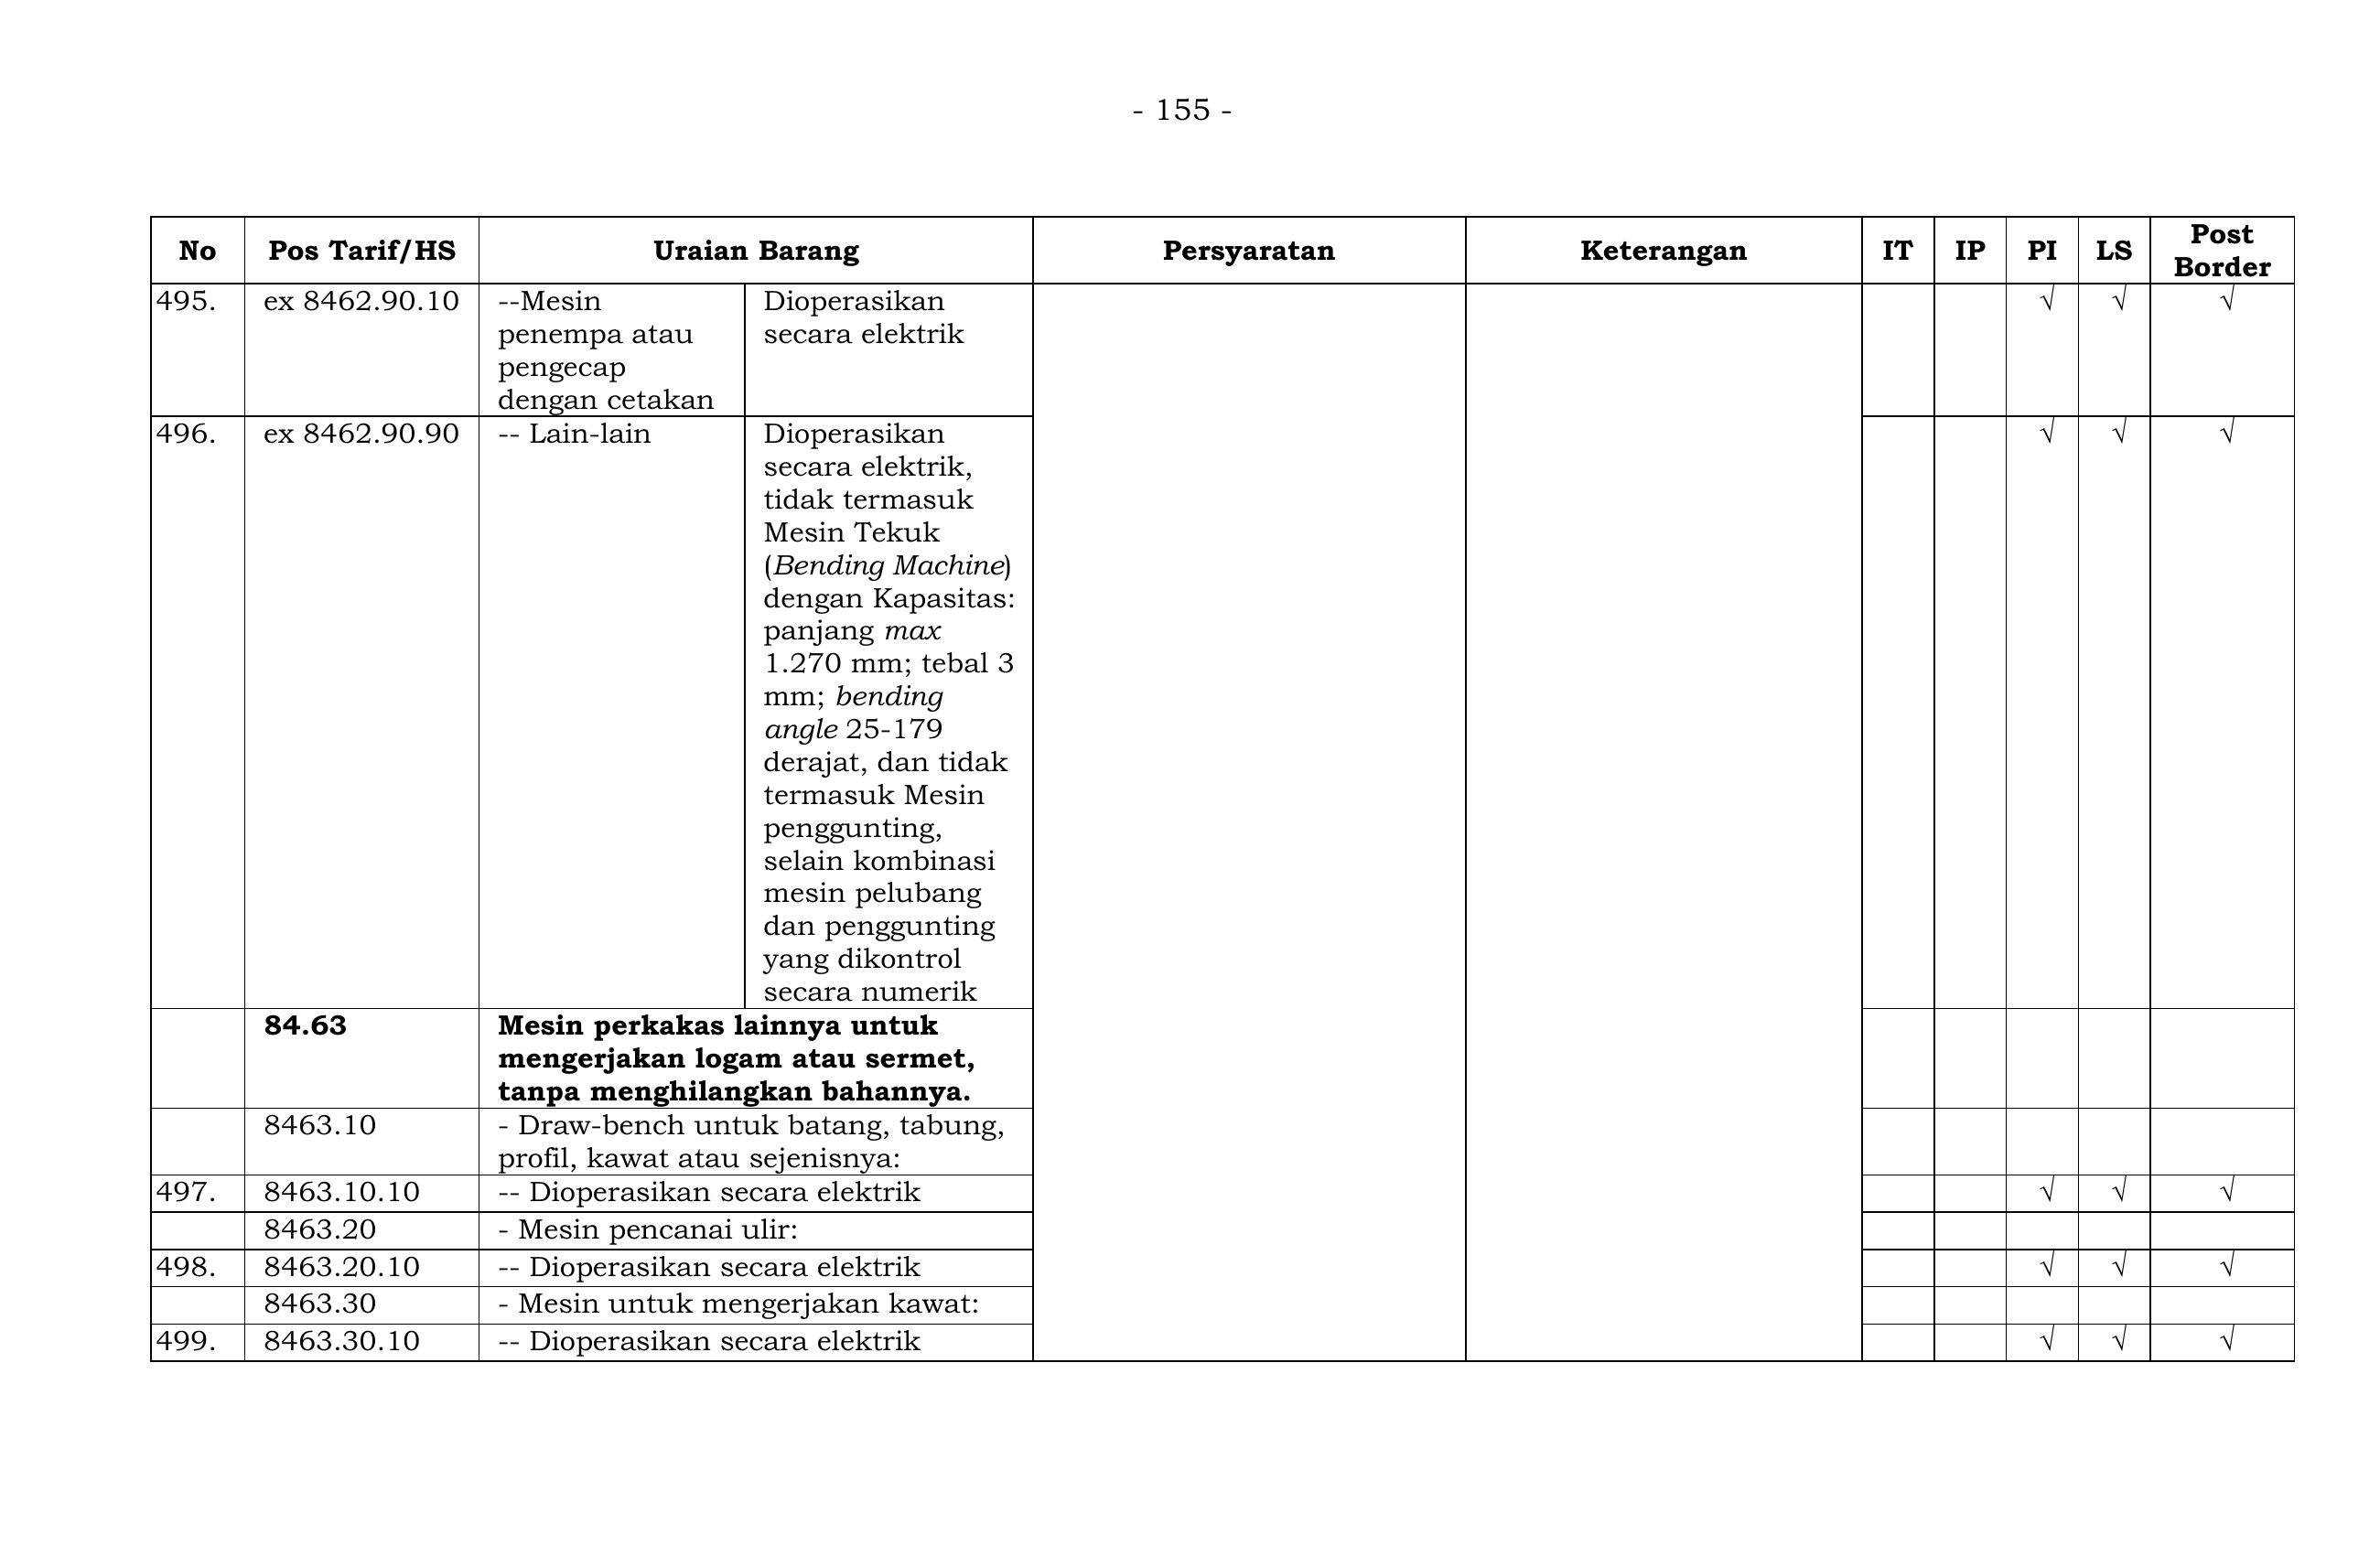 - 155 -
No Pos Tarif/HS Uraian Barang Persyaratan Keterangan IT IP PI LS Post Border
495. ex 8462.90.10 --Mesin penempa atau pengecap dengan cetakan Dioperasikan secara elektrik √ √ √
496. ex 8462.90.90 -- Lain-lain Dioperasikan secara elektrik, tidak termasuk Mesin Tekuk (Bending Machine) dengan Kapasitas: panjang max 1.270 mm; tebal 3 mm; bending angle 25-179 derajat, dan tidak termasuk Mesin penggunting, selain kombinasi mesin pelubang dan penggunting yang dikontrol secara numerik √ √ √
84.63 Mesin perkakas lainnya untuk mengerjakan logam atau sermet, tanpa menghilangkan bahannya.
8463.10 - Draw-bench untuk batang, tabung, profil, kawat atau sejenisnya:
497. 8463.10.10 -- Dioperasikan secara elektrik √ √ √
8463.20 - Mesin pencanai ulir:
498. 8463.20.10 -- Dioperasikan secara elektrik √ √ √
8463.30 - Mesin untuk mengerjakan kawat:
499. 8463.30.10 -- Dioperasikan secara elektrik √ √ √